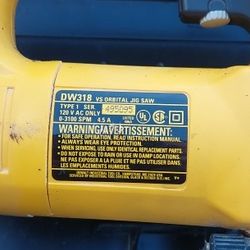 DW318 VS ORBITAL JIG SAW
TYPE 1 SER. 495095
120 V AC ONLY
0-3100 SPM 4.5 A
WARNING/AVERTISSEMENT:
• FOR SAFE OPERATION, READ INSTRUCTION MANUAL.
• ALWAYS WEAR EYE PROTECTION.
• WHEN SERVICING, USE ONLY IDENTICAL REPLACEMENT PARTS.
• DO NOT EXPOSE TO RAIN OR USE IN DAMP LOCATIONS.
NE PAS EXPOSER A LA PLUIE ET NE PAS UTILISER DANS
LES EMPLACEMENTS HUMIDES.